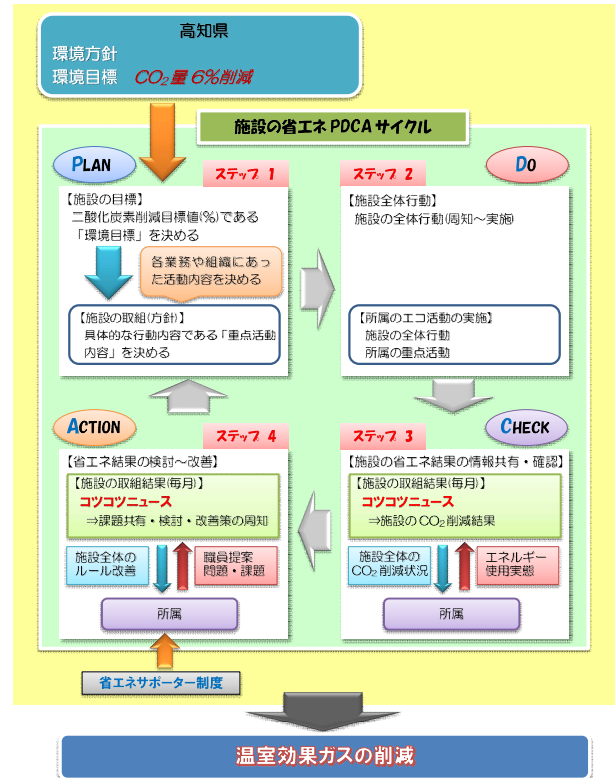 高知県
環境方針
環境目標 CO₂量6%削減
施設の省エネPDCAサイクル
PLAN
ステップ 1
【施設の目標】
二酸化炭素削減目標値(%)である
「環境目標」を決める
各業務や組織にあっ
た活動内容を決める
【施設の取組(方針)】
具体的な行動内容である「重点活動
内容」を決める
ステップ 2
DO
【施設全体行動】
施設の全体行動(周知～実施)
【所属のエコ活動の実施】
施設の全体行動
所属の重点活動
ステップ 3
CHECK
【施設の省エネ結果の情報共有・確認】
【施設の取組結果(毎月)】
コツコツニュース
⇒施設のCO₂削減結果
施設全体の
CO₂削減状況
エネルギー
使用実態
所属
ACTION
ステップ 4
【省エネ結果の検討～改善】
【施設の取組結果(毎月)】
コツコツニュース
⇒課題共有・検討・改善策の周知
施設全体の
ルール改善
職員提案
問題・課題
所属
省エネサポーター制度
温室効果ガスの削減